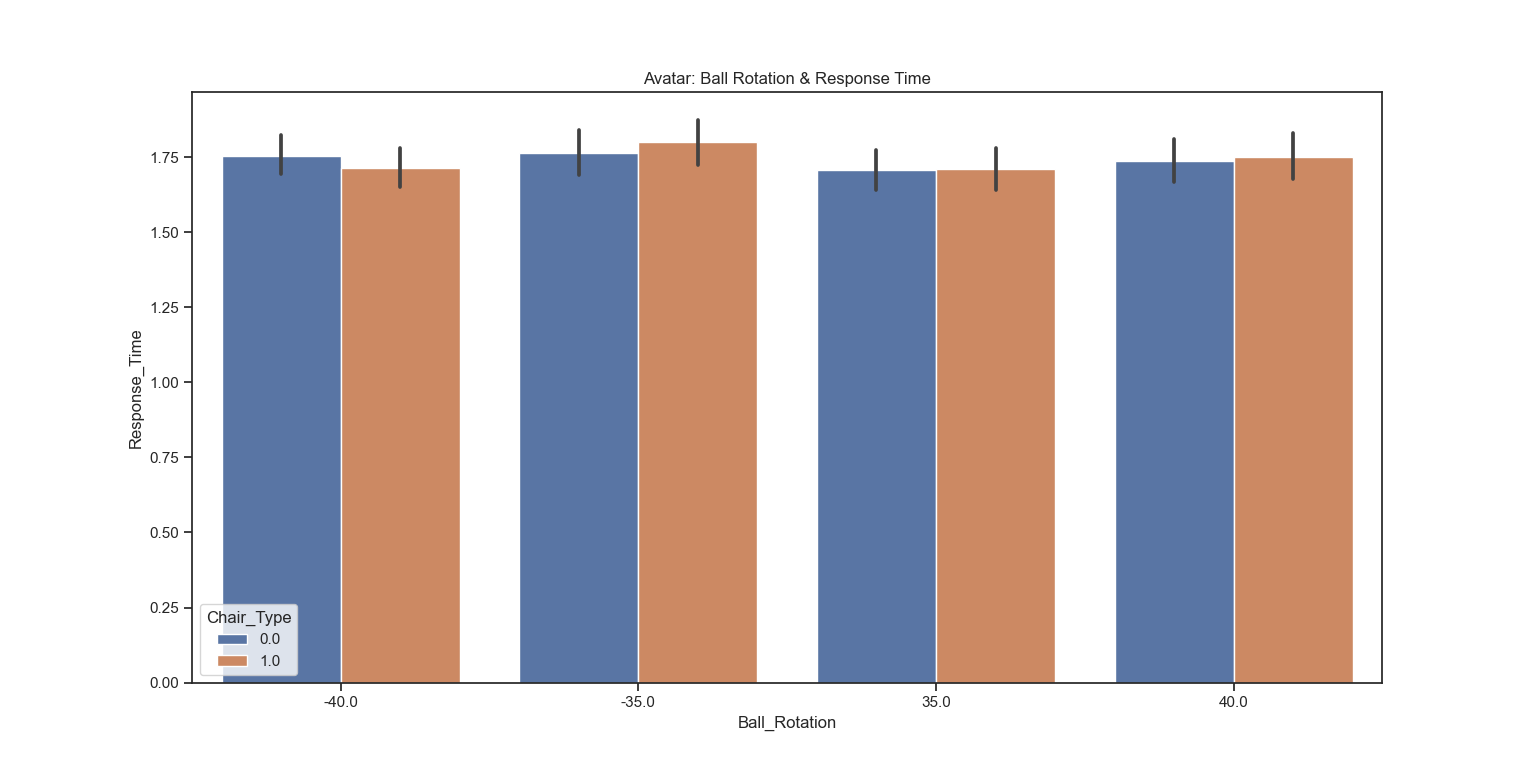 Avatar: Ball Rotation & Response Time
Response_Time
1.75
1.50
1.25
1.00
0.75
0.50
0.25
0.00
Chair_Type
0.0
1.0
-40.0 -35.0 35.0 40.0
Ball_Rotation